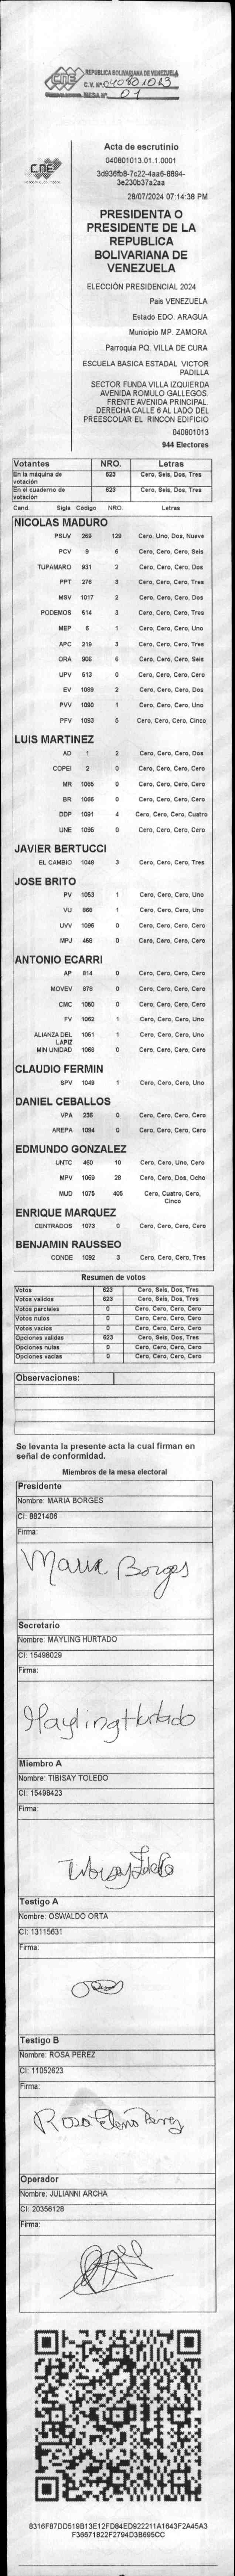 REPUBLICA BOLIVARIANA DE VENEZUELA
C.V. Nº 040801013
MESA Nº 01
CNE
Acta de escrutinio
040801013.01.1.0001
3d936fb8-7c22-4aa6-8894-
3e230b37a2aa
28/07/2024 07:14:38 PM
PRESIDENTA O
PRESIDENTE DE LA
REPUBLICA
BOLIVARIANA DE
VENEZUELA
ELECCIÓN PRESIDENCIAL 2024
País VENEZUELA
Estado EDO. ARAGUA
Municipio MP. ZAMORA
Parroquia PQ. VILLA DE CURA
ESCUELA BASICA ESTADAL VICTOR
PADILLA
SECTOR FUNDA VILLA IZQUIERDA
AVENIDA ROMULO GALLEGOS.
FRENTE AVENIDA PRINCIPAL.
DERECHA CALLE 6 AL LADO DEL
PREESCOLAR EL RINCON EDIFICIO
040801013
944 Electores
Votantes NRO. Letras
En la máquina de votación 623 Cero, Seis, Dos, Tres
En el cuaderno de votación 623 Cero, Seis, Dos, Tres
Cand Sigla Codigo NRO. Letras
NICOLAS MADURO
PSUV 269 129 Cero, Uno, Dos, Nueve
PCV 9 6 Cero, Cero, Cero, Seis
TUPAMARO 931 2 Cero, Cero, Cero, Dos
PPT 276 3 Cero, Cero, Cero, Tres
MSV 1017 2 Cero, Cero, Cero, Dos
PODEMOS 514 3 Cero, Cero, Cero, Tres
MEP 6 1 Cero, Cero, Cero, Uno
APC 219 3 Cero, Cero, Cero, Tres
ORA 906 6 Cero, Cero, Cero, Seis
UPV 513 0 Cero, Cero, Cero, Cero
EV 1089 2 Cero, Cero, Cero, Dos
PVV 1090 1 Cero, Cero, Cero, Uno
PFV 1093 5 Cero, Cero, Cero, Cinco
LUIS MARTINEZ
AD 1 2 Cero, Cero, Cero, Dos
COPEI 2 0 Cero, Cero, Cero, Cero
MR 1065 0 Cero, Cero, Cero, Cero
BR 1066 0 Cero, Cero, Cero, Cero
DDP 1091 4 Cero, Cero, Cero, Cuatro
UNE 1095 0 Cero, Cero, Cero, Cero
JAVIER BERTUCCI
EL CAMBIO 1048 3 Cero, Cero, Cero, Tres
JOSE BRITO
PV 1053 1 Cero, Cero, Cero, Uno
VU 869 1 Cero, Cero, Cero, Uno
UVV 1096 0 Cero, Cero, Cero, Cero
MPJ 458 0 Cero, Cero, Cero, Cero
ANTONIO ECARRI
AP 814 0 Cero, Cero, Cero, Cero
MOVEV 878 0 Cero, Cero, Cero, Cero
CMC 1050 0 Cero, Cero, Cero, Cero
FV 1062 1 Cero, Cero, Cero, Uno
ALIANZA DEL LAPIZ 1051 1 Cero, Cero, Cero, Uno
MIN UNIDAD 1068 0 Cero, Cero, Cero, Cero
CLAUDIO FERMIN
SPV 1049 1 Cero, Cero, Cero, Uno
DANIEL CEBALLOS
VPA 236 0 Cero, Cero, Cero, Cero
AREPA 1094 0 Cero, Cero, Cero, Cero
EDMUNDO GONZALEZ
UNTC 480 10 Cero, Cero, Uno, Cero
MPV 1069 28 Cero, Cero, Dos, Ocho
MUD 1075 405 Cero, Cuatro, Cero,
Cinco
ENRIQUE MARQUEZ
CENTRADOS 1073 0 Cero, Cero, Cero, Cero
BENJAMIN RAUSSEO
CONDE 1092 3 Cero, Cero, Cero, Tres
Resumen de votos
Votos 623 Cero, Seis, Dos, Tres
Votos validos 623 Cero, Seis, Dos, Tres
Votos parciales 0 Cero, Cero, Cero, Cero
Votos nulos 0 Cero, Cero, Cero, Cero
Votos vacios 0 Cero, Cero, Cero, Cero
Opciones validas 623 Cero, Seis, Dos, Tres
Opciones nulas 0 Cero, Cero, Cero, Cero
Opciones vacias 0 Cero, Cero, Cero, Cero
Observaciones:
Se levanta la presente acta la cual firman en
señal de conformidad.
Miembros de la mesa electoral
Presidente
Nombre: MARIA BORGES
CI: 8821406
Firma:
Maria Borges
Secretario
Nombre: MAYLING HURTADO
CI: 15498029
Firma:
Mayling Hurtado
Miembro A
Nombre: TIBISAY TOLEDO
CI: 15498423
Firma:
Tibisay Toledo
Testigo A
Nombre: OSWALDO ORTA
CI: 13115631
Firma:
Testigo B
Nombre: ROSA PEREZ
CI: 11052623
Firma:
Rosa Elena Perez
Operador
Nombre: JULIANNI ARCHA
CI: 20356128
Firma:
8316F87DD519B13E12FD84ED922211A1643F2A45A3
F36671822F2794D3B695CC